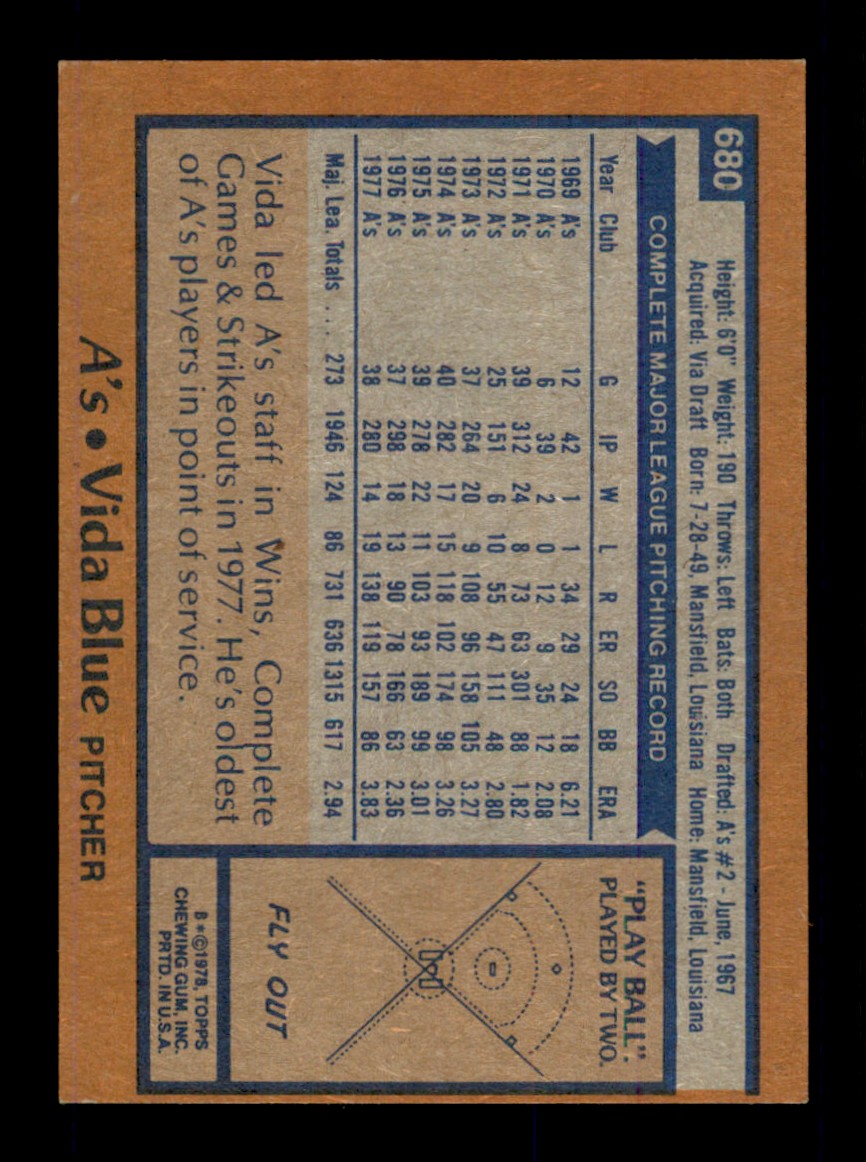 680
Height: 6'0" Weight: 190 Throws: Left Bats: Both Drafted: A's #2 - June, 1967
Acquired: Via Draft Born: 7-28-49, Mansfield, Louisiana Home: Mansfield, Louisiana
COMPLETE MAJOR LEAGUE PITCHING RECORD
Year Club G IP W L R ER SO BB ERA
1969 A's 12 42 1 1 34 29 24 18 6.21
1970 A's 6 39 2 0 12 9 35 12 2.08
1971 A's 39 312 24 8 73 63 301 88 1.82
1972 A's 25 151 6 10 55 47 111 48 2.80
1973 A's 37 264 20 9 108 96 158 105 3.27
1974 A's 40 282 17 15 118 102 174 98 3.26
1975 A's 39 278 22 11 103 93 189 99 3.01
1976 A's 37 298 18 13 90 78 166 63 2.36
1977 A's 38 280 14 19 138 119 157 86 3.83
Maj. Lea. Totals ... 273 1946 124 86 731 636 1315 617 2.94
Vida led A's staff in Wins, Complete
Games & Strikeouts in 1977. He's oldest
of A's players in point of service.
"PLAY BALL".
PLAYED BY TWO.
FLY OUT
B*©1978, TOPPS
CHEWING GUM, INC.
PRTD. IN U.S.A.
A's • Vida Blue PITCHER